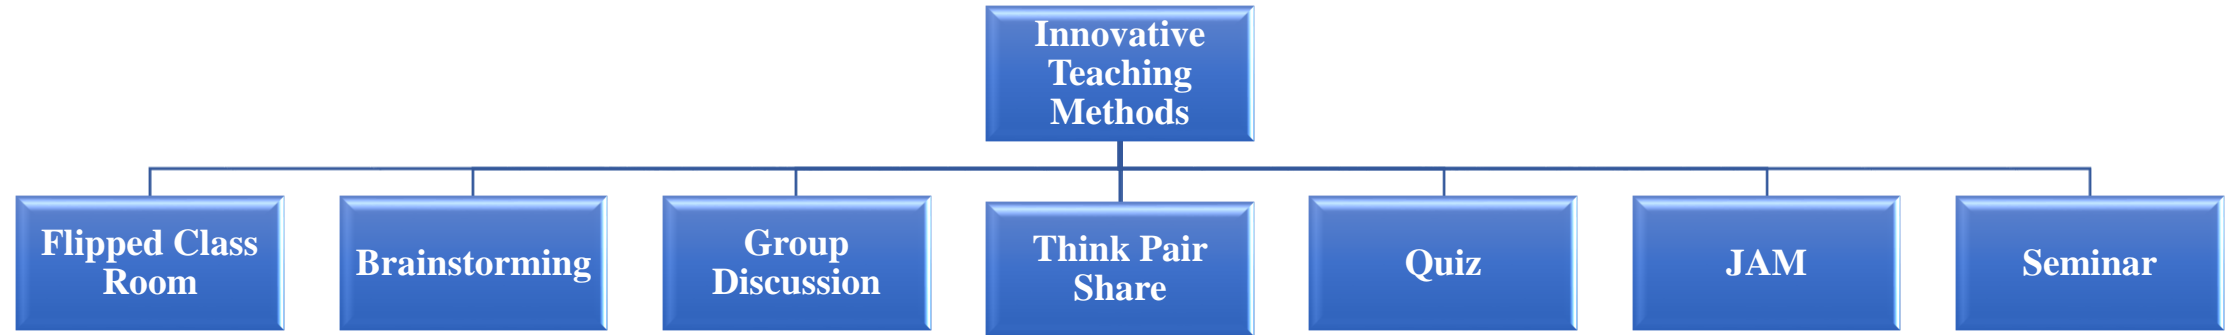 Innovative
Teaching
Methods
Flipped Class
Room
Brainstorming
Group
Discussion
Think Pair
Share
Quiz
JAM
Seminar